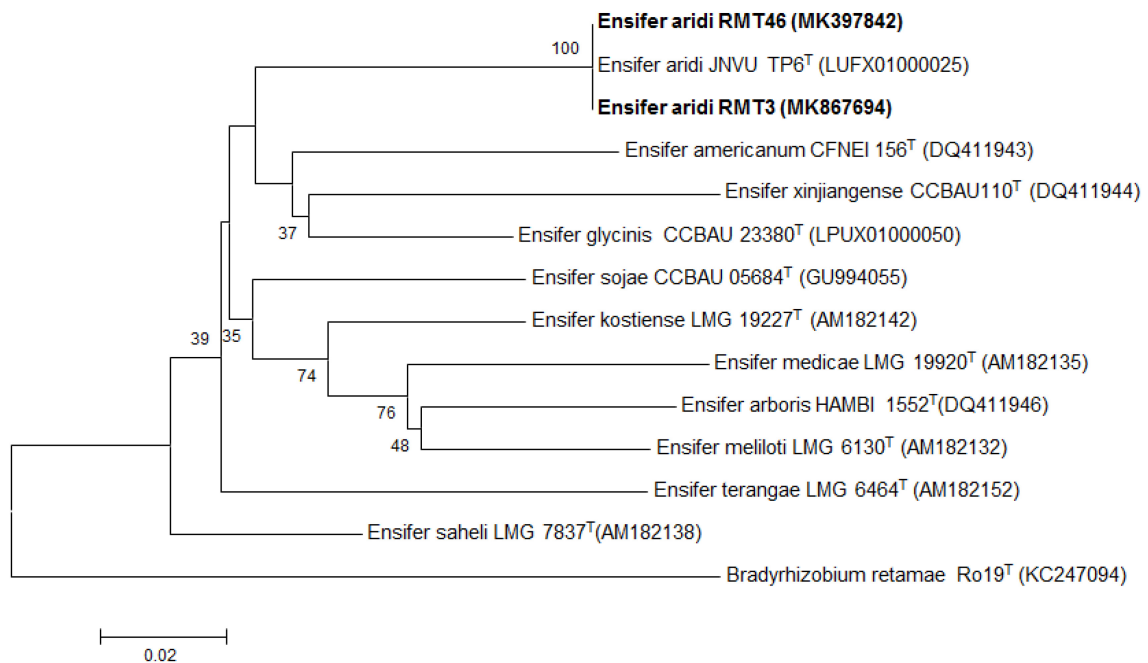 Ensifer aridi RMT46 (MK397842)
100
Ensifer aridi JNVU TP6T (LUFX01000025)
Ensifer aridi RMT3 (MK867694)
Ensifer americanum CFNEI 156T (DQ411943)
Ensifer xinjiangense CCBAU110T (DQ411944)
37
Ensifer glycinis CCBAU 23380T (LPUX01000050)
Ensifer sojae CCBAU 05684T (GU994055)
39
35
Ensifer kostiense LMG 19227T (AM182142)
74
Ensifer medicae LMG 19920T (AM182135)
76
Ensifer arboris HAMBI 1552T(DQ411946)
48
Ensifer meliloti LMG 6130T (AM182132)
Ensifer terangae LMG 6464T (AM182152)
Ensifer saheli LMG 7837T(AM182138)
Bradyrhizobium retamae Ro19T (KC247094)
0.02